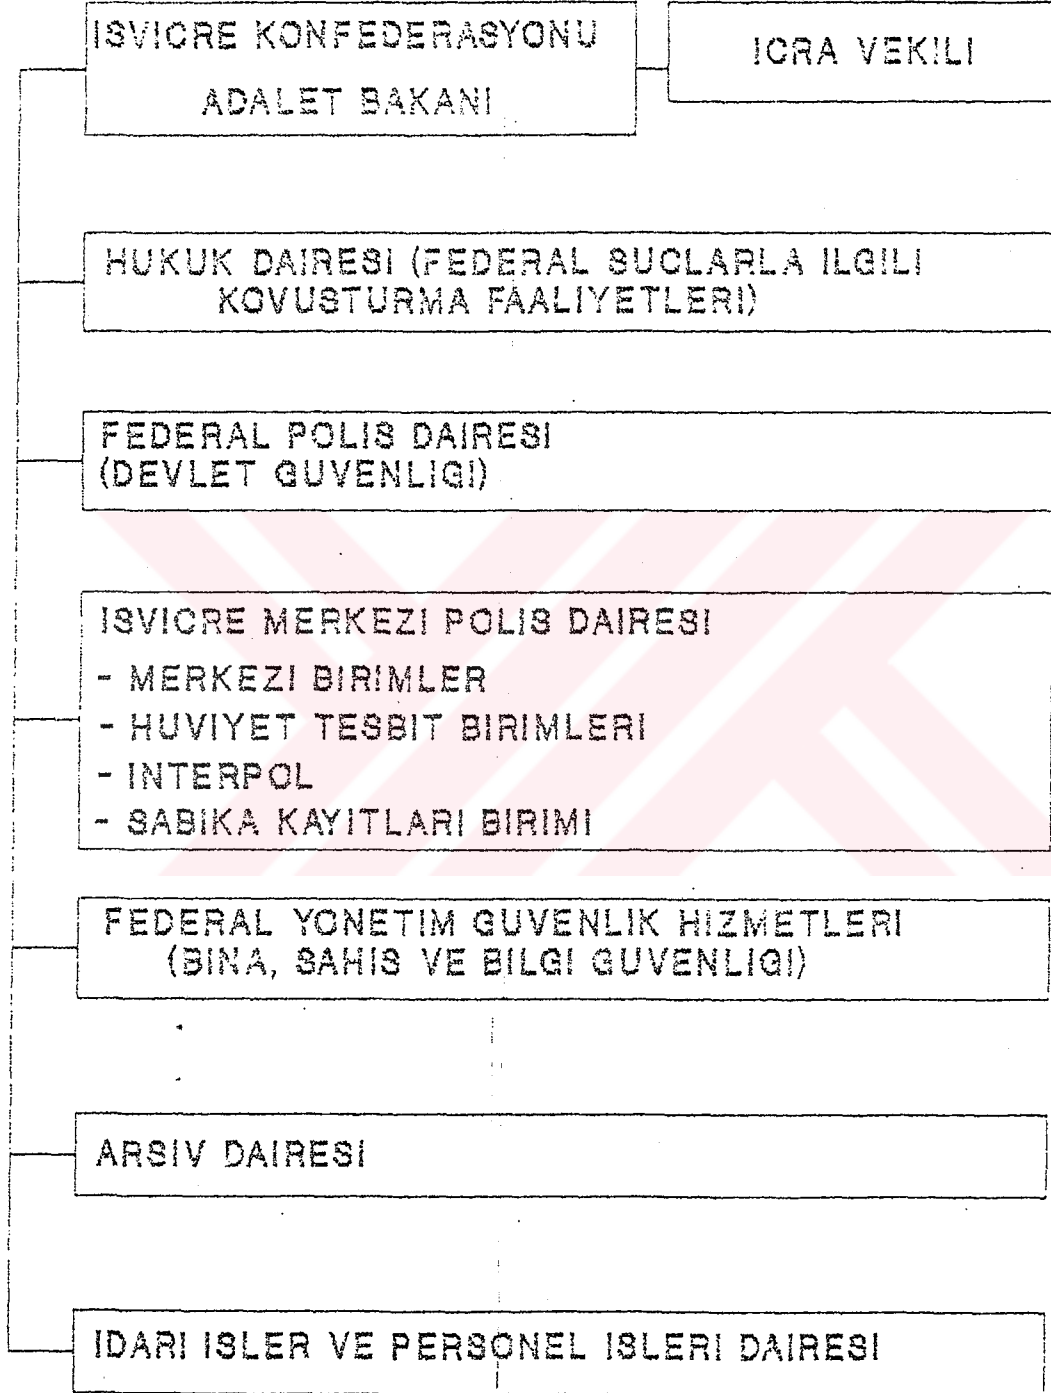 ISVICRE KONFEDERASYONU
ADALET BAKANI
ICRA VEKILI
HUKUK DAIRESI (FEDERAL SUCLARLA ILGILI
KOVUSTURMA FAALIYETLERI)
FEDERAL POLIS DAIRESI
(DEVLET GUVENLIGI)
ISVICRE MERKEZI POLIS DAIRESI
- MERKEZI BIRIMLER
- HUVIYET TESBIT BIRIMLERI
- INTERPOL
- SABIKA KAYITLARI BIRIMI
FEDERAL YONETIM GUVENLIK HIZMETLERI
(BINA, SAHIS VE BILGI GUVENLIGI)
ARSIV DAIRESI
IDARI ISLER VE PERSONEL ISLERI DAIRESI